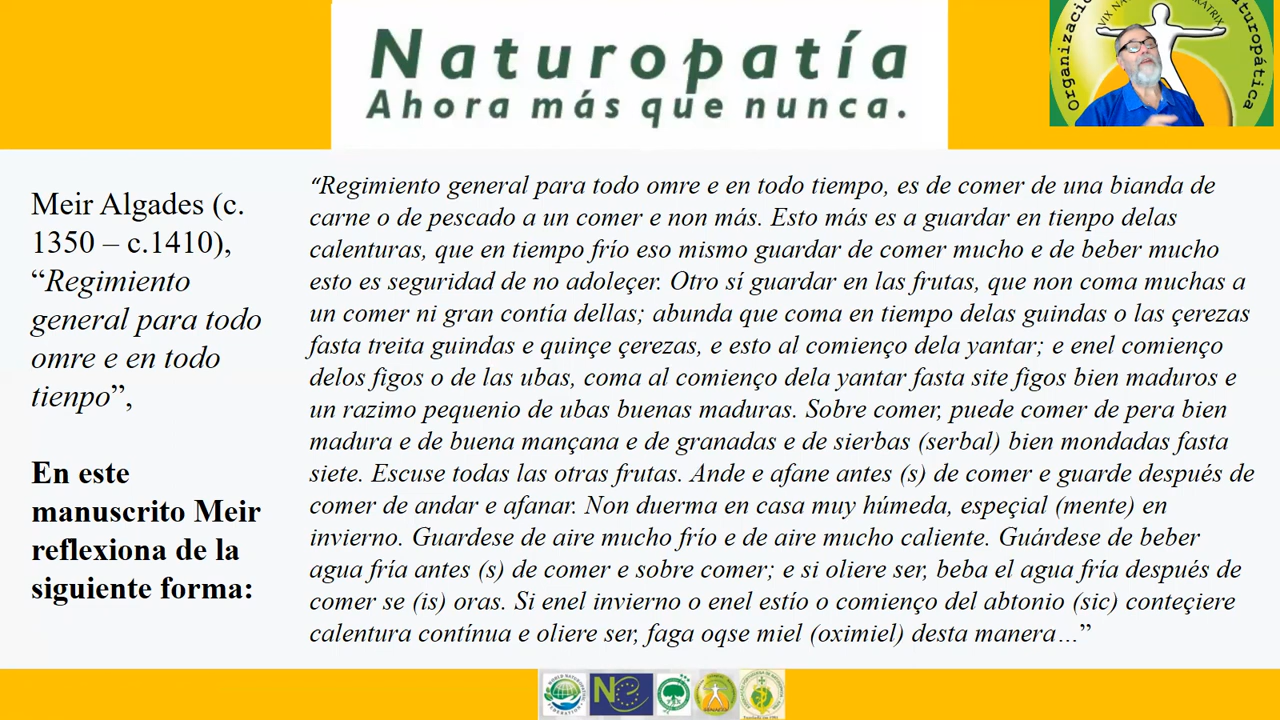 Naturopatía
Ahora más que nunca.
Organizació
VIX NA
RATRIX
turopática
Meir Algades (c.
1350 – c.1410),
“Regimiento
general para todo
omre e en todo
tienpo”,
En este
manuscrito Meir
reflexiona de la
siguiente forma:
“Regimiento general para todo omre e en todo tiempo, es de comer de una bianda de
carne o de pescado a un comer e non más. Esto más es a guardar en tienpo delas
calenturas, que en tiempo frío eso mismo guardar de comer mucho e de beber mucho
esto es seguridad de no adoleçer. Otro sí guardar en las frutas, que non coma muchas a
un comer ni gran contía dellas; abunda que coma en tiempo delas guindas o las çerezas
fasta treita guindas e quinçe çerezas, e esto al comienço dela yantar; e enel comienço
delos figos o de las ubas, coma al comienço dela yantar fasta site figos bien maduros e
un razimo pequenio de ubas buenas maduras. Sobre comer, puede comer de pera bien
madura e de buena mançana e de granadas e de sierbas (serbal) bien mondadas fasta
siete. Escuse todas las otras frutas. Ande e afane antes (s) de comer e guarde después de
comer de andar e afanar. Non duerma en casa muy húmeda, espeçial (mente) en
invierno. Guardese de aire mucho frío e de aire mucho caliente. Guárdese de beber
agua fría antes (s) de comer e sobre comer; e si oliere ser, beba el agua fría después de
comer se (is) oras. Si enel invierno o enel estío o comienço del abtonio (sic) conteçiere
calentura contínua e oliere ser, faga oqse miel (oximiel) desta manera…”